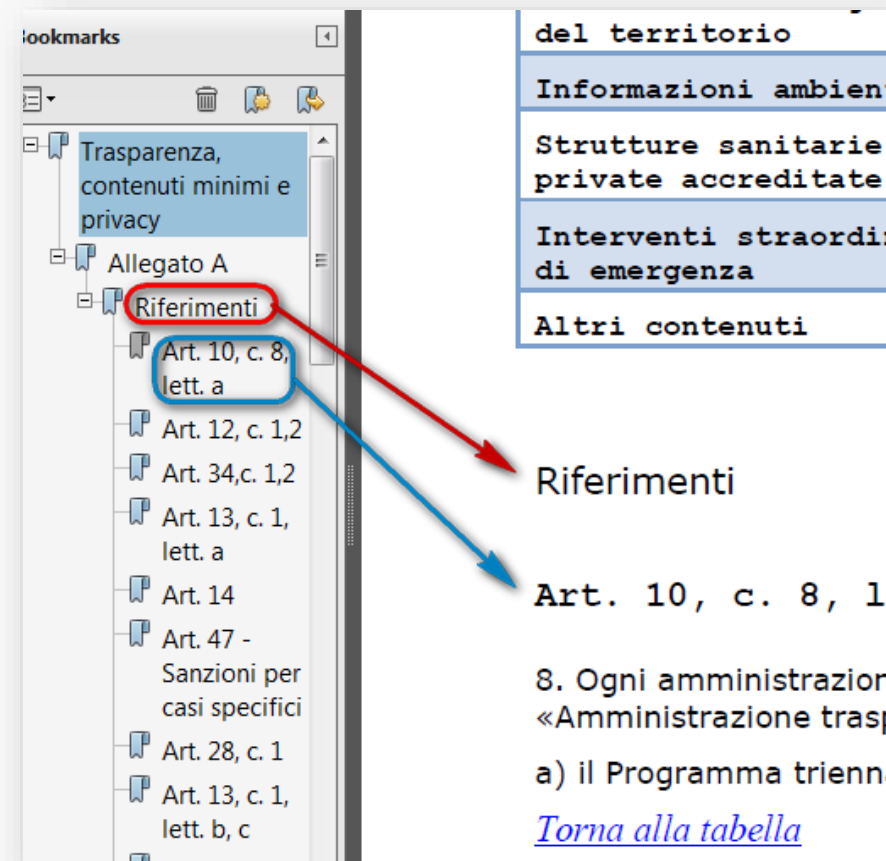 Bookmarks
Trasparenza,
contenuti minimi e
privacy
Allegato A
Riferimenti
Art. 10, c. 8,
lett. a
Art. 12, c. 1,2
Art. 34,c. 1,2
Art. 13, c. 1,
lett. a
Art. 14
Art. 47 -
Sanzioni per
casi specifici
Art. 28, c. 1
Art. 13, c. 1,
lett. b, c
del territorio
Informazioni ambient
Strutture sanitarie
private accreditate
Interventi straordin
di emergenza
Altri contenuti
Riferimenti
Art. 10, c. 8, l
8. Ogni amministrazion
«Amministrazione trasp
a) il Programma trienna
Torna alla tabella